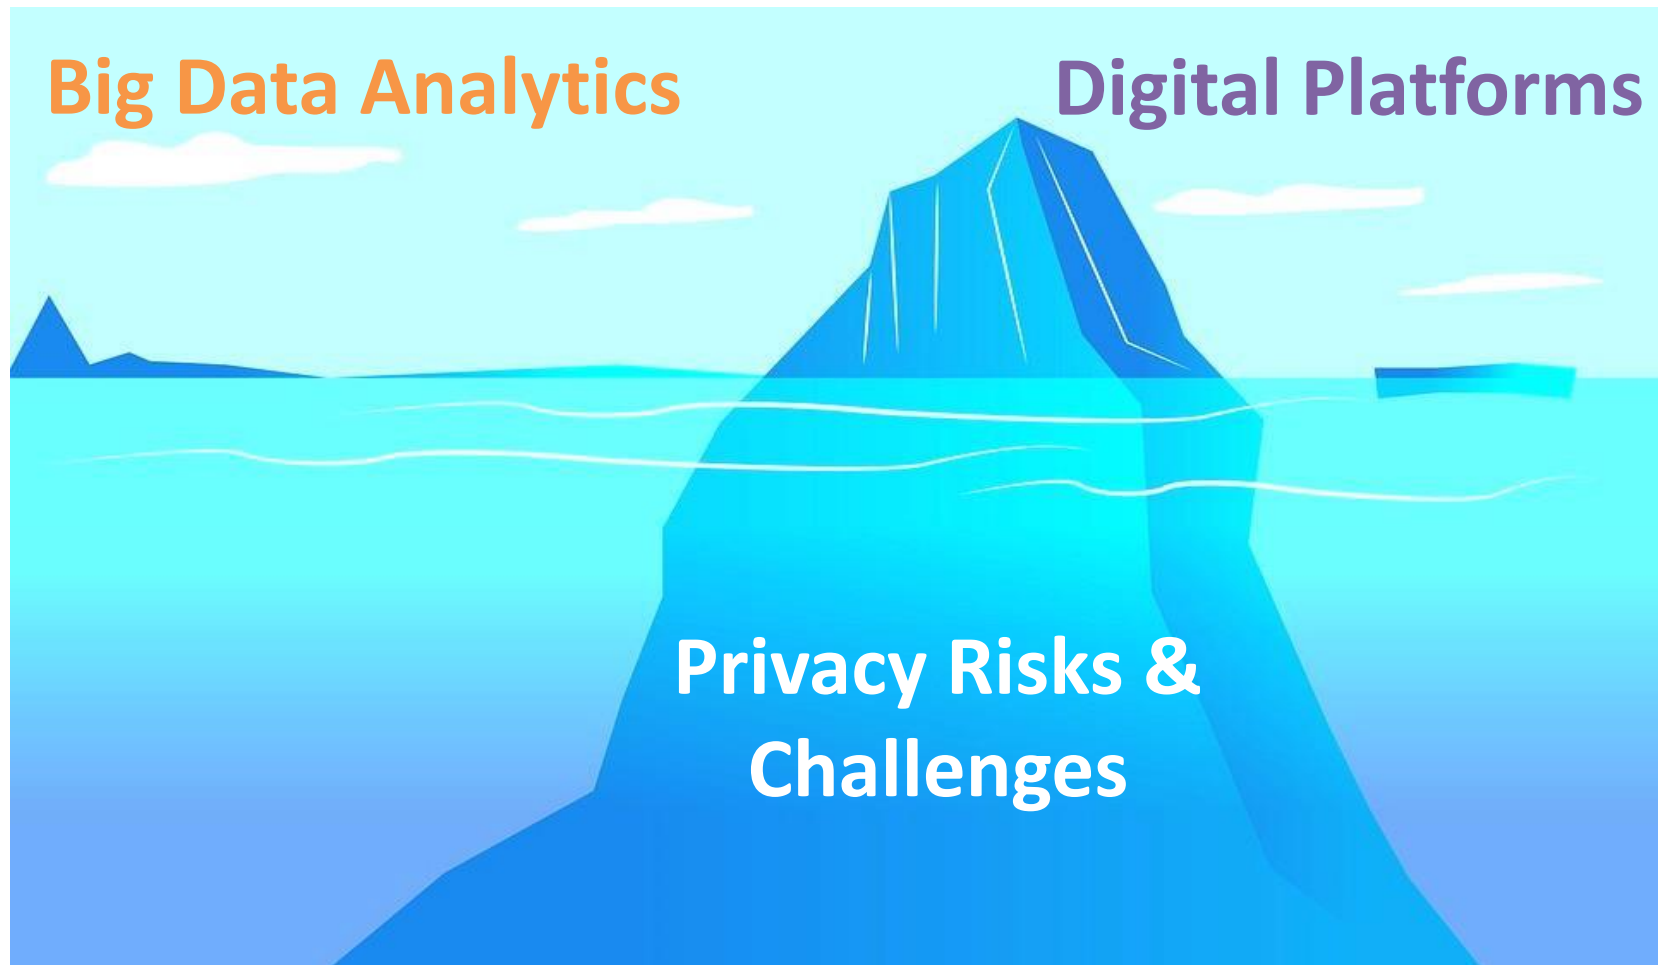 Big Data Analytics
Digital Platforms
Privacy Risks &
Challenges